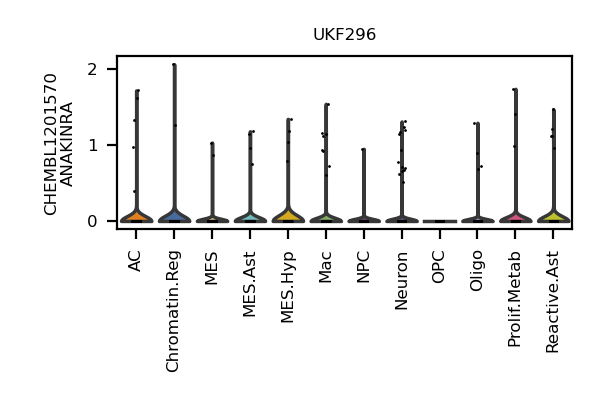 UKF296
CHEMBL1201570
ANAKINRA
2
1
0
AC
Chromatin.Reg
MES
MES.Ast
MES.Hyp
Mac
NPC
Neuron
OPC
Oligo
Prolif.Metab
Reactive.Ast